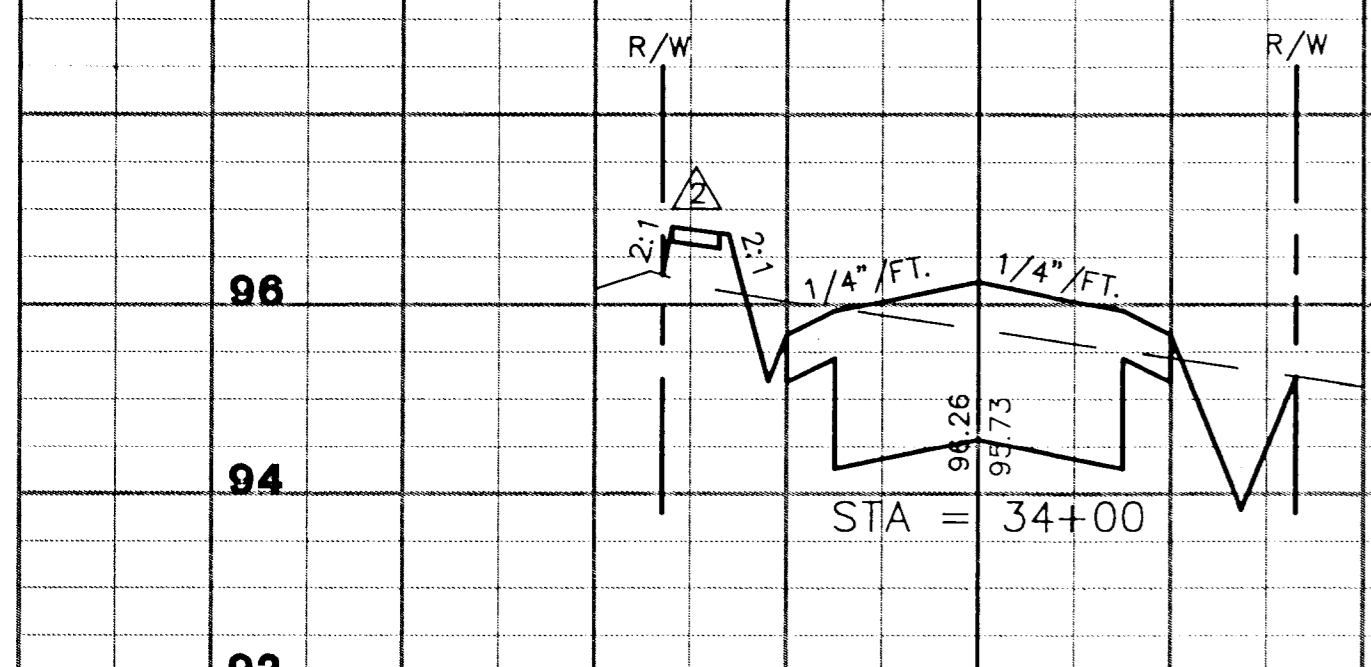 R/W
R/W
2
2:1
2:1
96
1/4"/FT.
1/4"/FT.
96.26
95.73
94
STA = 34+00